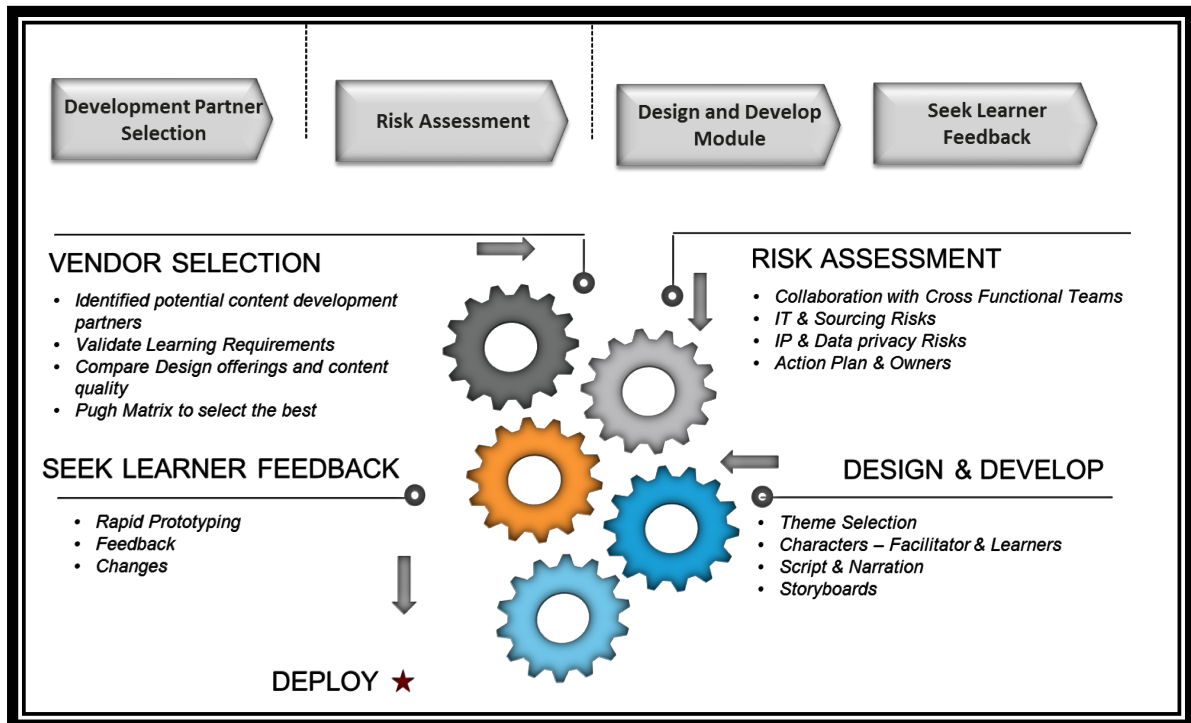 Development Partner
Selection
Risk Assessment
Design and Develop
Module
Seek Learner
Feedback
VENDOR SELECTION
• Identified potential content development
partners
• Validate Learning Requirements
• Compare Design offerings and content
quality
• Pugh Matrix to select the best
RISK ASSESSMENT
• Collaboration with Cross Functional Teams
• IT & Sourcing Risks
• IP & Data privacy Risks
• Action Plan & Owners
SEEK LEARNER FEEDBACK
• Rapid Prototyping
• Feedback
• Changes
DESIGN & DEVELOP
• Theme Selection
• Characters – Facilitator & Learners
• Script & Narration
• Storyboards
DEPLOY